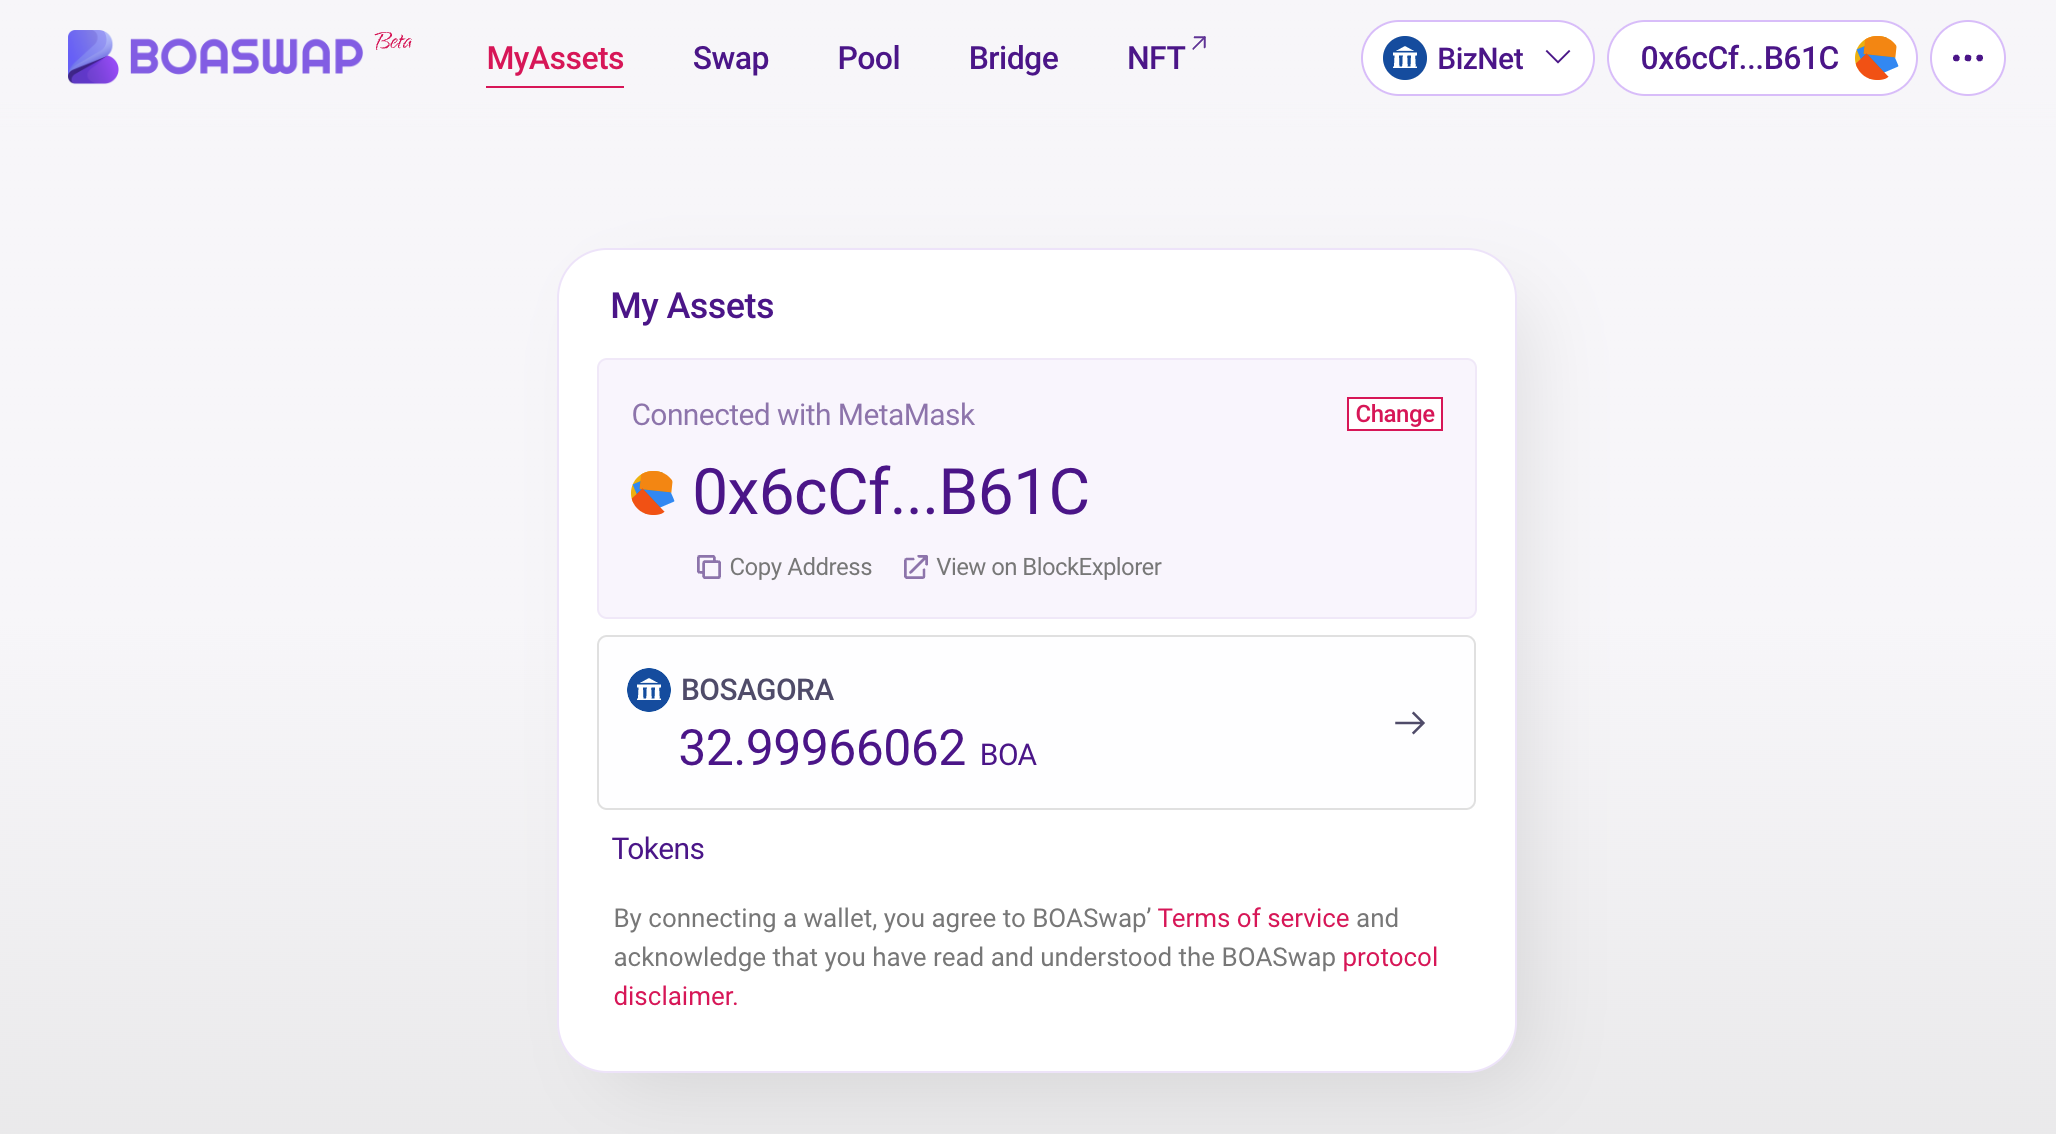 BOASWAP Beta MyAssets Swap Pool Bridge NFT BizNet 0x6cCf...B61C
My Assets
Connected with MetaMask Change
0x6cCf...B61C
Copy Address View on BlockExplorer
BOSAGORA
32.99966062 BOA
Tokens
By connecting a wallet, you agree to BOASwap’ Terms of service and
acknowledge that you have read and understood the BOASwap protocol
disclaimer.